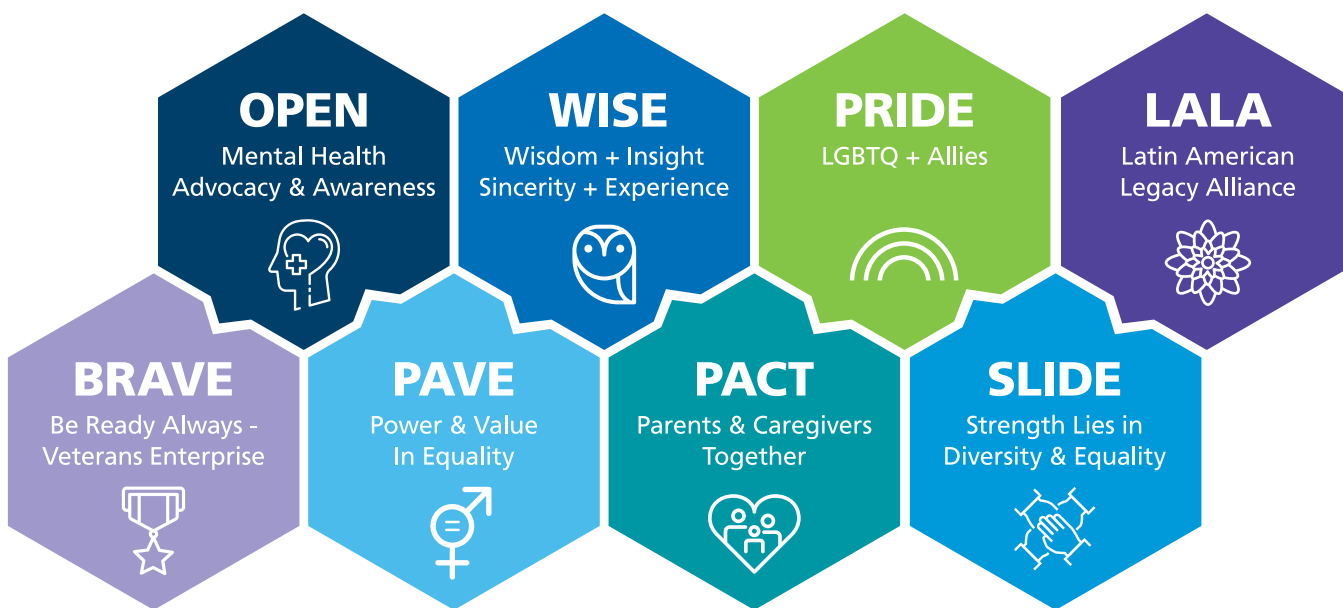 OPEN
Mental Health
Advocacy & Awareness
WISE
Wisdom + Insight
Sincerity + Experience
PRIDE
LGBTQ + Allies
LALA
Latin American
Legacy Alliance
BRAVE
Be Ready Always -
Veterans Enterprise
PAVE
Power & Value
In Equality
PACT
Parents & Caregivers
Together
SLIDE
Strength Lies in
Diversity & Equality